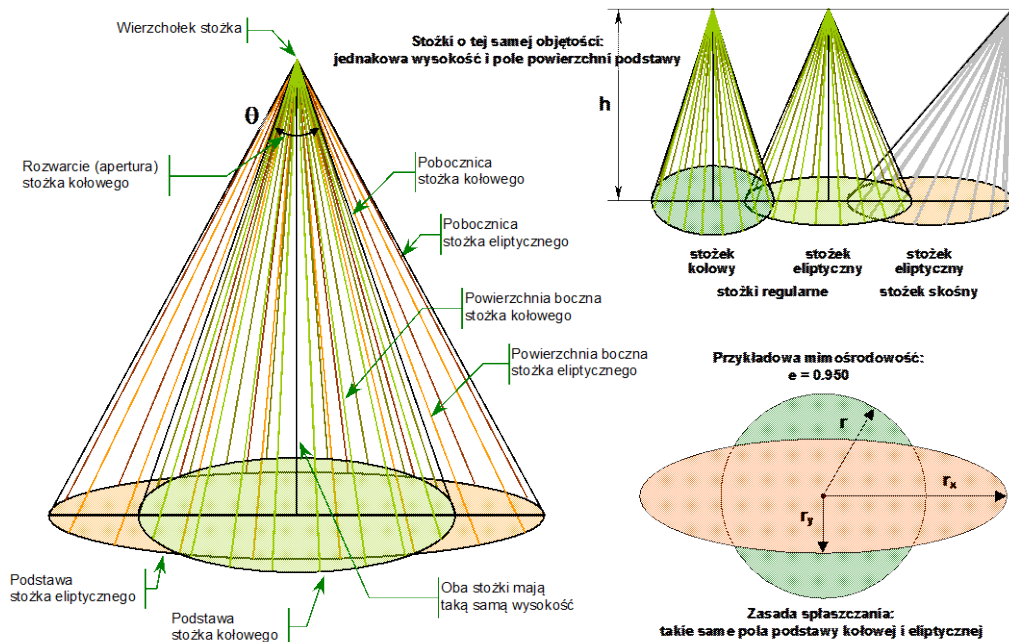 Wierzchołek stożka
θ
Rozwarcie (apertura)
stożka kołowego
Pobocznica
stożka kołowego
Pobocznica
stożka eliptycznego
Powierzchnia boczna
stożka kołowego
Powierzchnia boczna
stożka eliptycznego
Podstawa
stożka eliptycznego
Podstawa
stożka kołowego
Oba stożki mają
taką samą wysokość
Stożki o tej samej objętości:
jednakowa wysokość i pole powierzchni podstawy
h
stożek
kołowy
stożek
eliptyczny
stożek
eliptyczny
stożki regularne
stożek skośny
Przykładowa mimośrodowość:
e = 0.950
r
rx
ry
Zasada spłaszczania:
takie same pola podstawy kołowej i eliptycznej